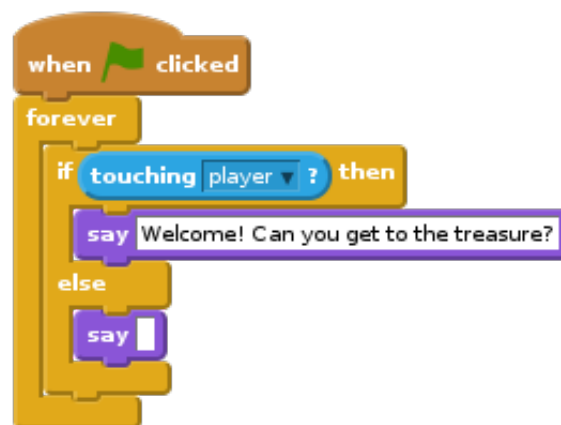 when clicked
forever
if touching player ? then
say Welcome! Can you get to the treasure?
else
say